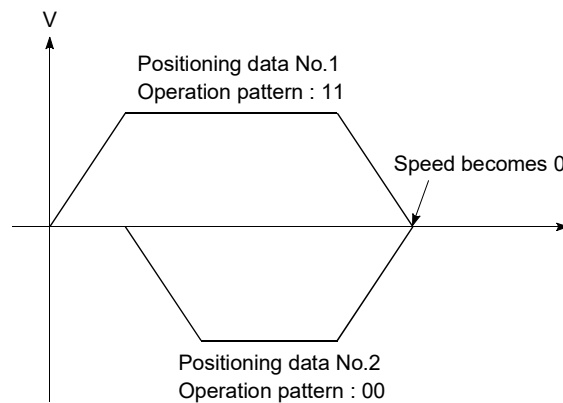 V
Positioning data No.1
Operation pattern : 11
Speed becomes 0
Positioning data No.2
Operation pattern : 00